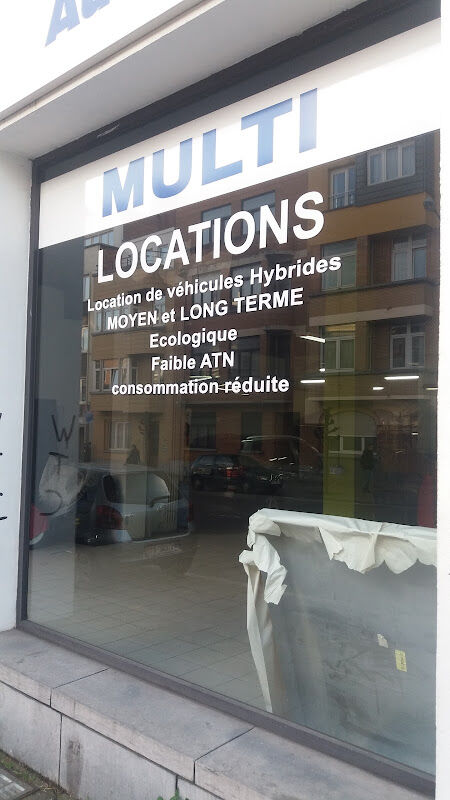 MULTI
LOCATIONS
Location de véhicules Hybrides
MOYEN et LONG TERME
Ecologique
Faible ATN
consommation réduite